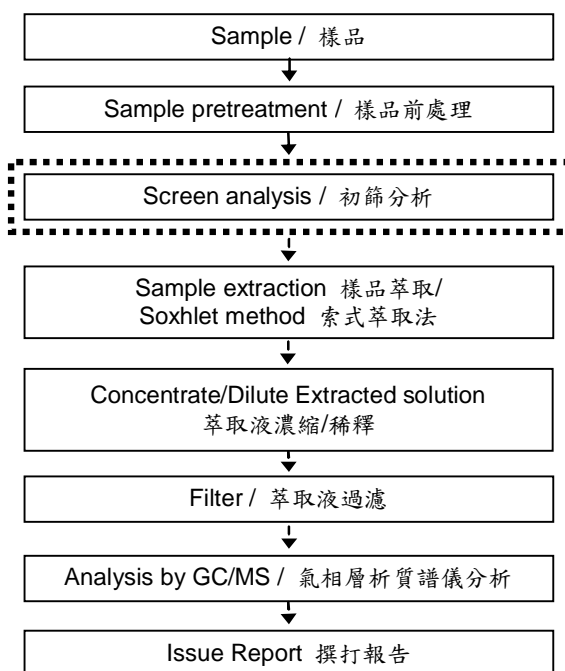 Sample / 樣品
Sample pretreatment / 樣品前處理
Screen analysis / 初篩分析
Sample extraction 樣品萃取/
Soxhlet method 索式萃取法
Concentrate/Dilute Extracted solution
萃取液濃縮/稀釋
Filter / 萃取液過濾
Analysis by GC/MS / 氣相層析質譜儀分析
Issue Report 撰打報告